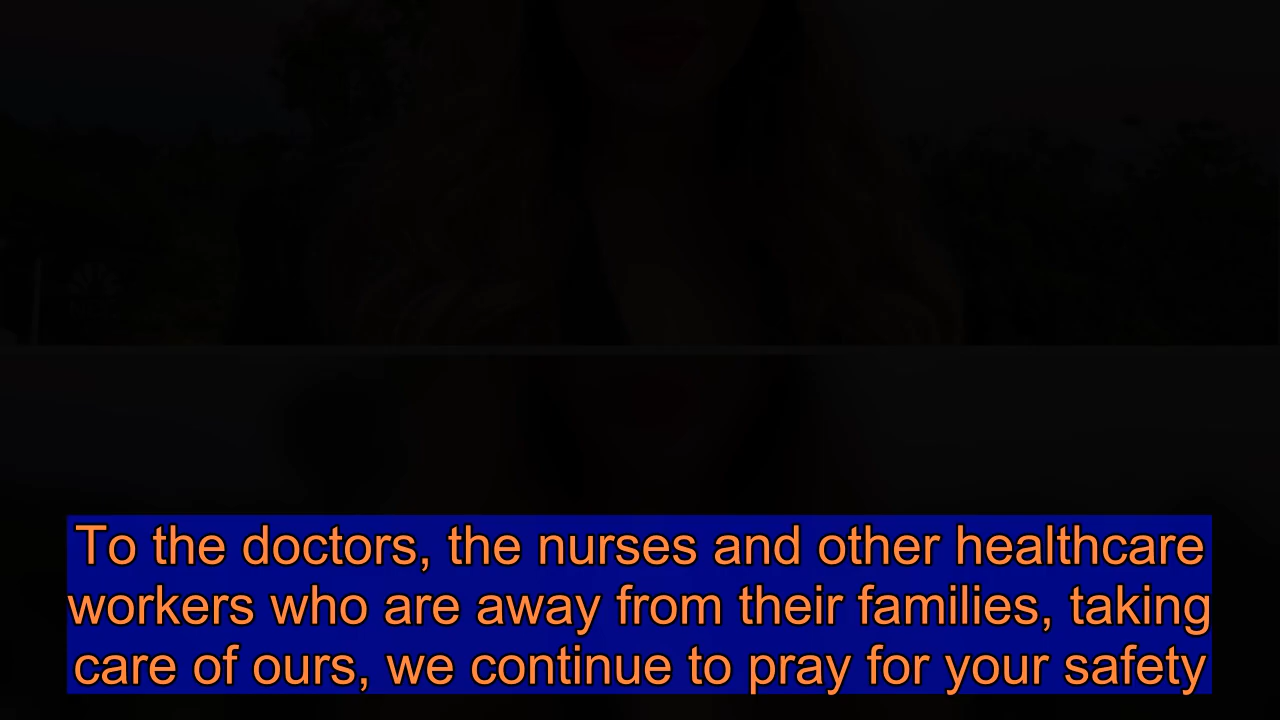 To the doctors, the nurses and other healthcare
workers who are away from their families, taking
care of ours, we continue to pray for your safety